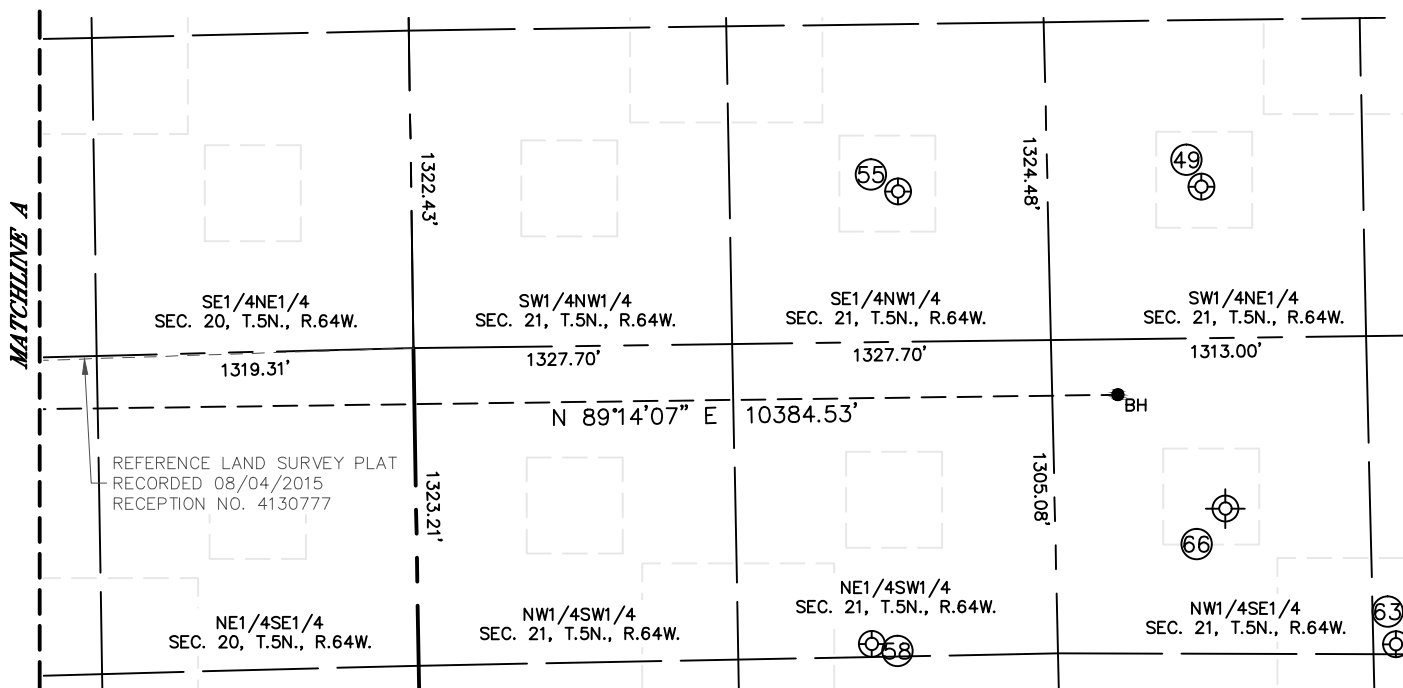 MATCHLINE A
1322.43'
55
1324.48'
49
SE1/4NE1/4
SEC. 20, T.5N., R.64W.
SW1/4NW1/4
SEC. 21, T.5N., R.64W.
SE1/4NW1/4
SEC. 21, T.5N., R.64W.
SW1/4NE1/4
SEC. 21, T.5N., R.64W.
1319.31'
1327.70'
1327.70'
1313.00'
N 89°14'07" E 10384.53'
BH
REFERENCE LAND SURVEY PLAT
RECORDED 08/04/2015
RECEPTION NO. 4130777
1323.21'
1305.08'
66
NE1/4SE1/4
SEC. 20, T.5N., R.64W.
NW1/4SW1/4
SEC. 21, T.5N., R.64W.
NE1/4SW1/4
SEC. 21, T.5N., R.64W.
58
NW1/4SE1/4
SEC. 21, T.5N., R.64W.
63